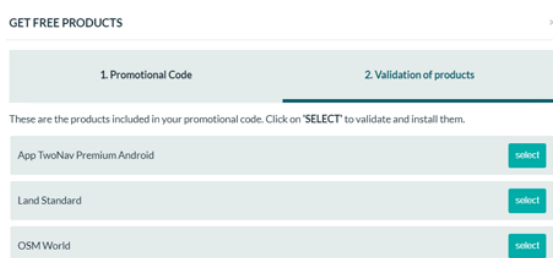 GET FREE PRODUCTS
1. Promotional Code
2. Validation of products
These are the products included in your promotional code. Click on 'SELECT' to validate and install them.
App TwoNav Premium Android
select
Land Standard
select
OSM World
select